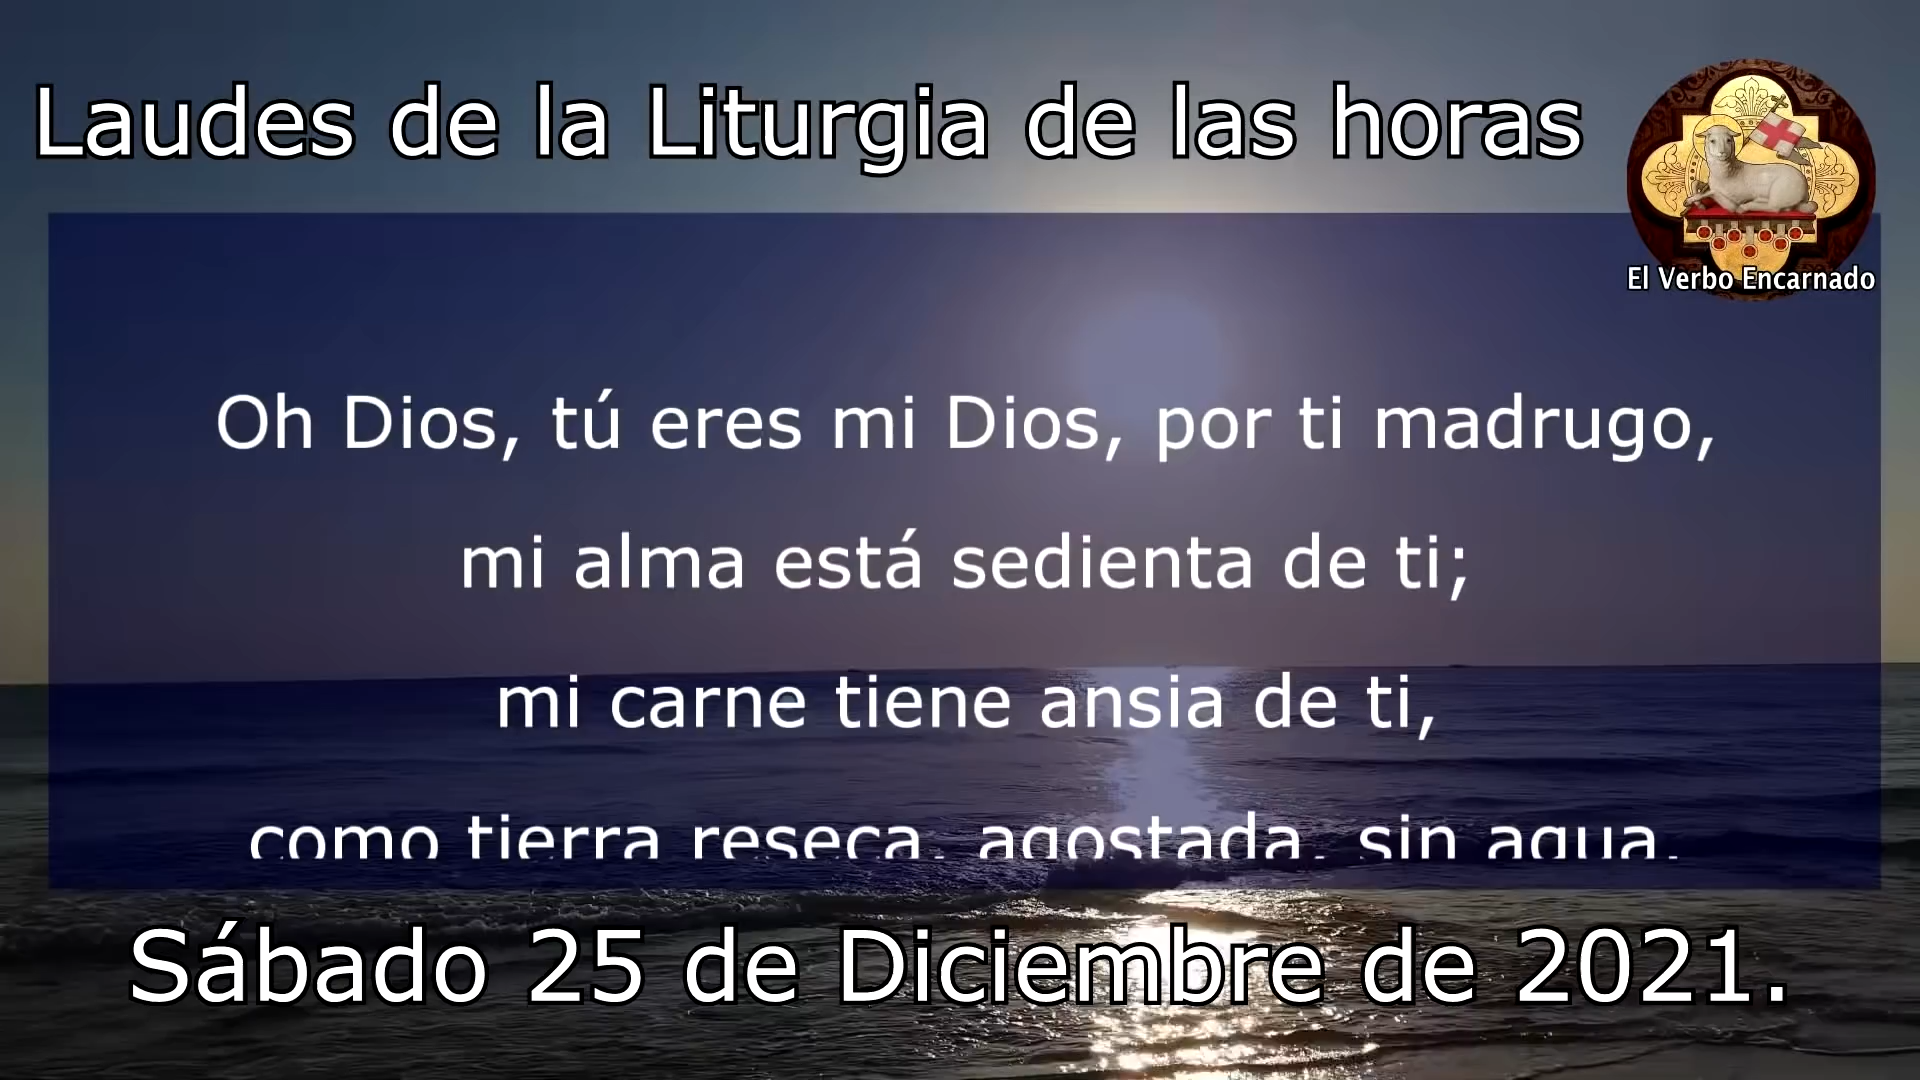 Laudes de la Liturgia de las horas
El Verbo Encarnado
Oh Dios, tú eres mi Dios, por ti madrugo,
mi alma está sedienta de ti;
mi carne tiene ansia de ti,
como tierra reseca, agostada, sin agua.
Sábado 25 de Diciembre de 2021.